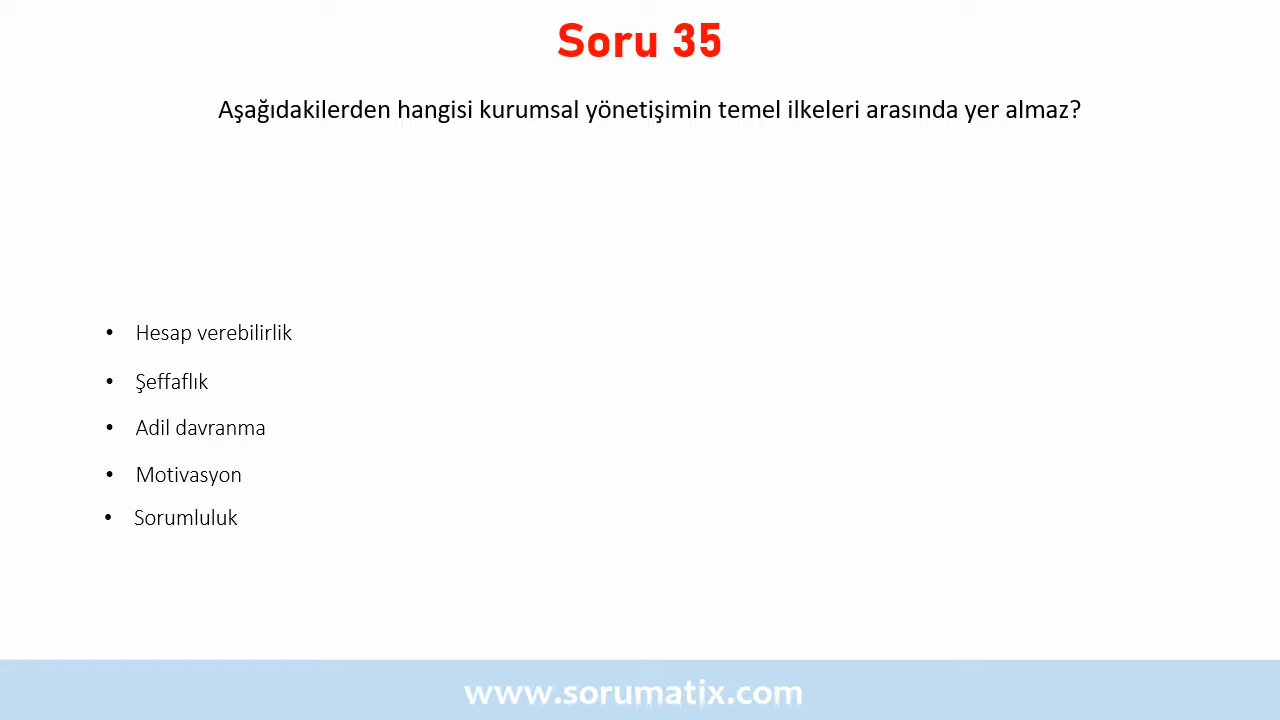 Soru 35
Aşağıdakilerden hangisi kurumsal yönetişimin temel ilkeleri arasında yer almaz?
• Hesap verebilirlik
• Şeffaflık
• Adil davranma
• Motivasyon
• Sorumluluk
www.sorumatix.com